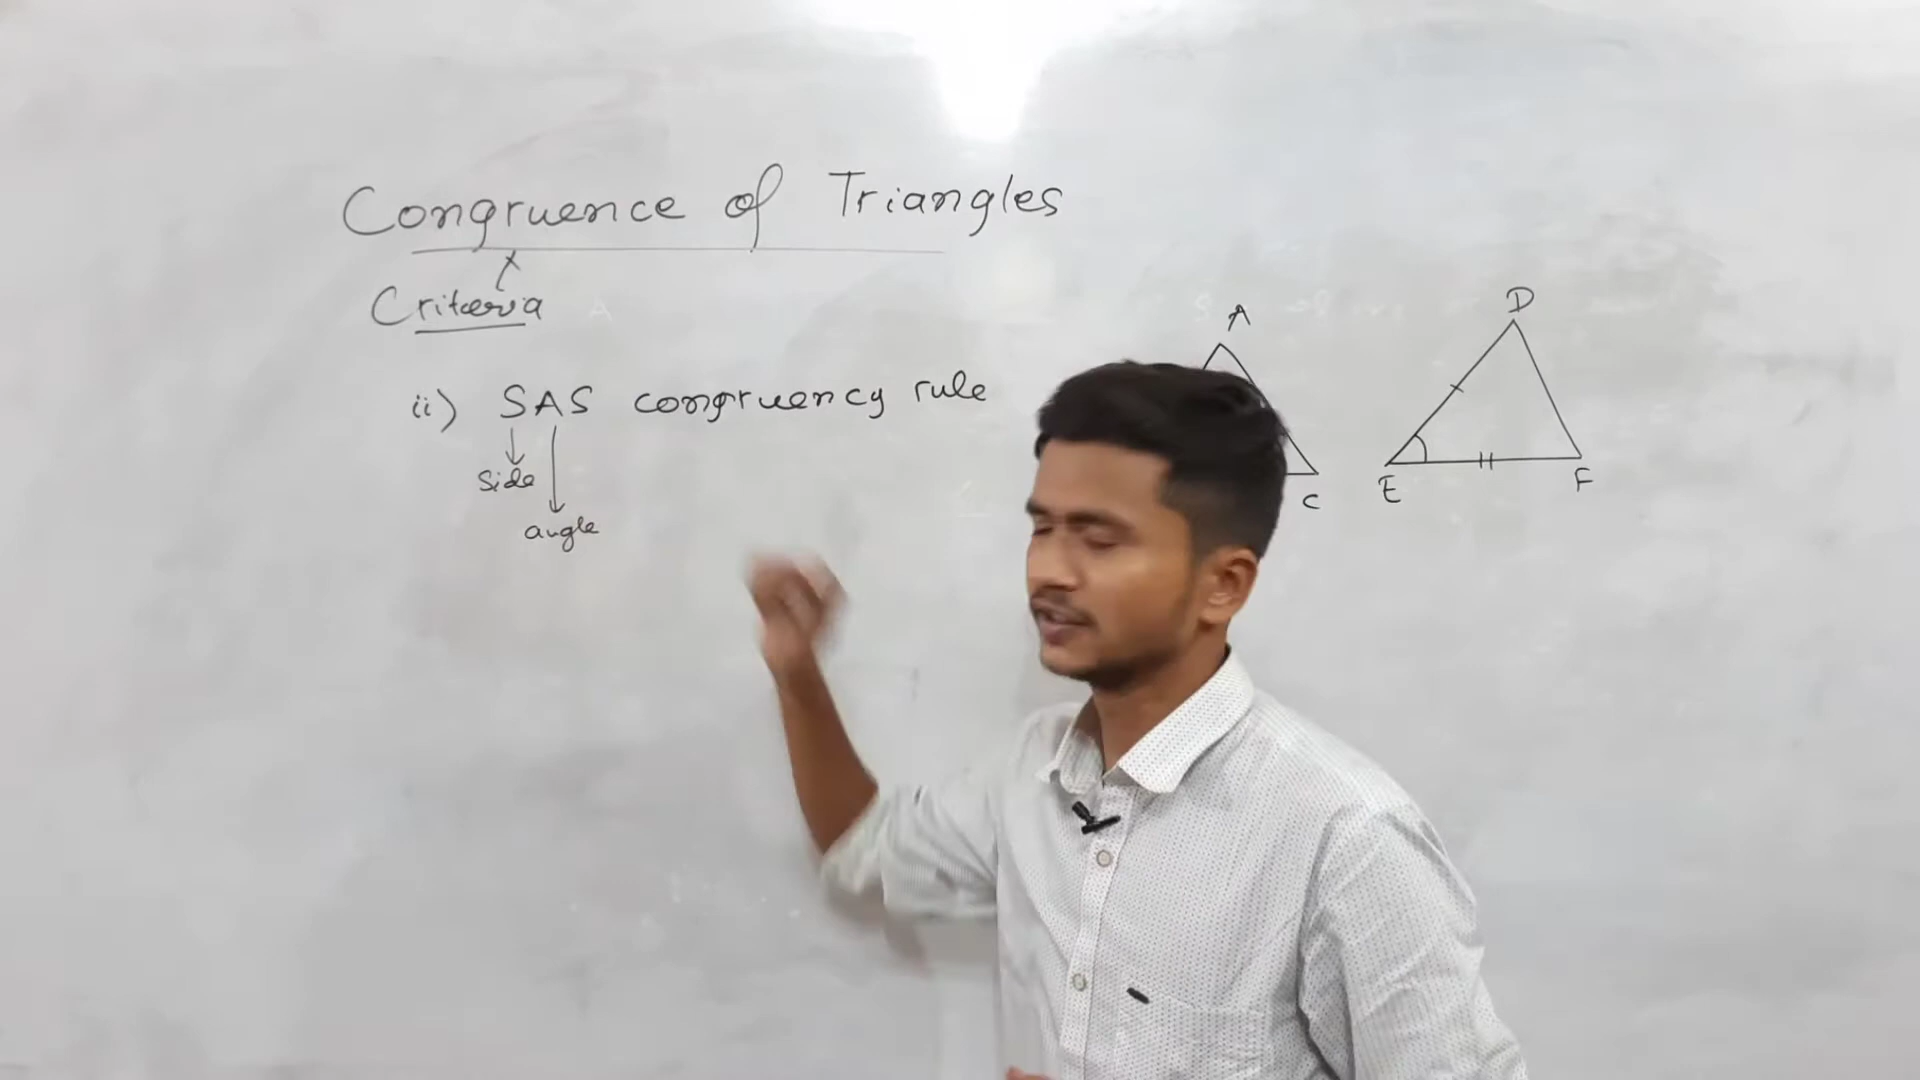 Congruence of Triangles
Criteria
ii) SAS congruency rule
Side
angle
A
C
D
E
F